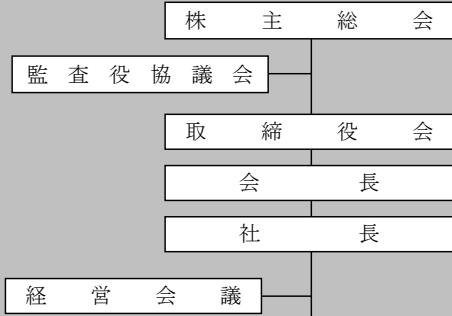 株主総会
監査役協議会
取締役会
会長
社長
経営会議